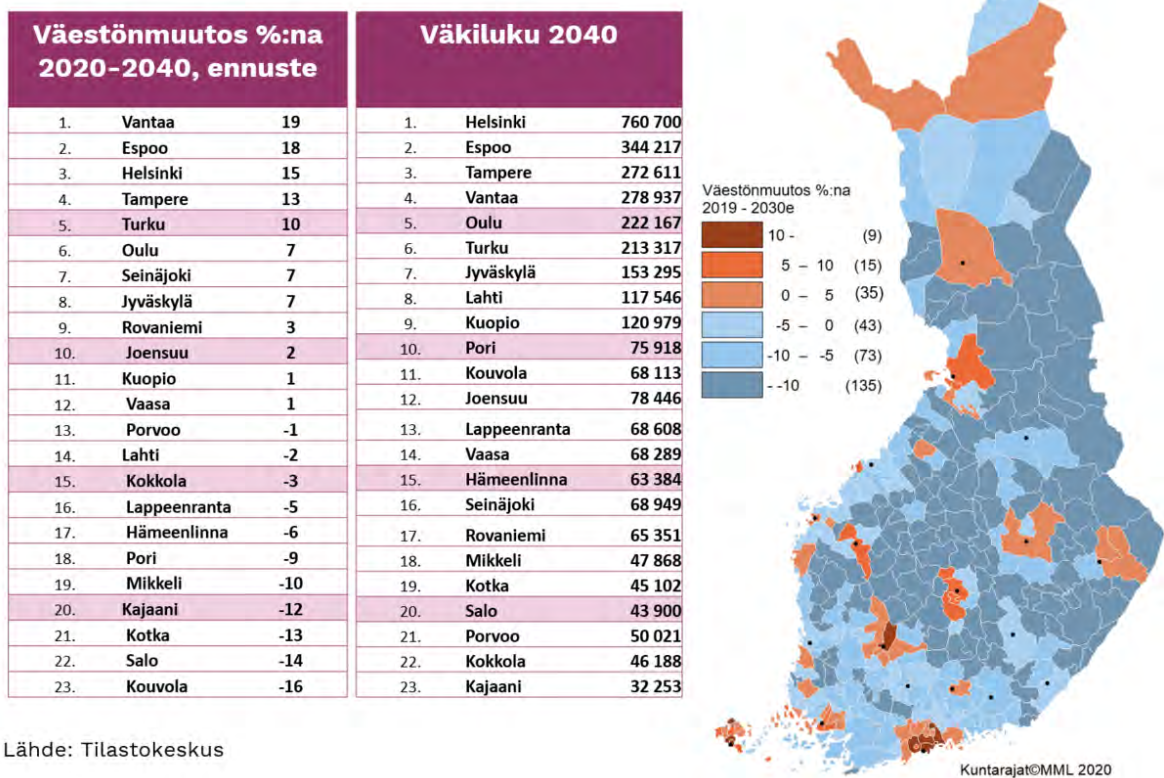 Väestönmuutos %:na
2020-2040, ennuste
1. Vantaa 19
2. Espoo 18
3. Helsinki 15
4. Tampere 13
5. Turku 10
6. Oulu 7
7. Seinäjoki 7
8. Jyväskylä 7
9. Rovaniemi 3
10. Joensuu 2
11. Kuopio 1
12. Vaasa 1
13. Porvoo -1
14. Lahti -2
15. Kokkola -3
16. Lappeenranta -5
17. Hämeenlinna -6
18. Pori -9
19. Mikkeli -10
20. Kajaani -12
21. Kotka -13
22. Salo -14
23. Kouvola -16
Väkiluku 2040
1. Helsinki 760 700
2. Espoo 344 217
3. Tampere 272 611
4. Vantaa 278 937
5. Oulu 222 167
6. Turku 213 317
7. Jyväskylä 153 295
8. Lahti 117 546
9. Kuopio 120 979
10. Pori 75 918
11. Kouvola 68 113
12. Joensuu 78 446
13. Lappeenranta 68 608
14. Vaasa 68 289
15. Hämeenlinna 63 384
16. Seinäjoki 68 949
17. Rovaniemi 65 351
18. Mikkeli 47 868
19. Kotka 45 102
20. Salo 43 900
21. Porvoo 50 021
22. Kokkola 46 188
23. Kajaani 32 253
Väestönmuutos %:na
2019 - 2030e
10 - (9)
5 – 10 (15)
0 – 5 (35)
-5 – 0 (43)
-10 – -5 (73)
- -10 (135)
Lähde: Tilastokeskus
Kuntarajat©MML 2020